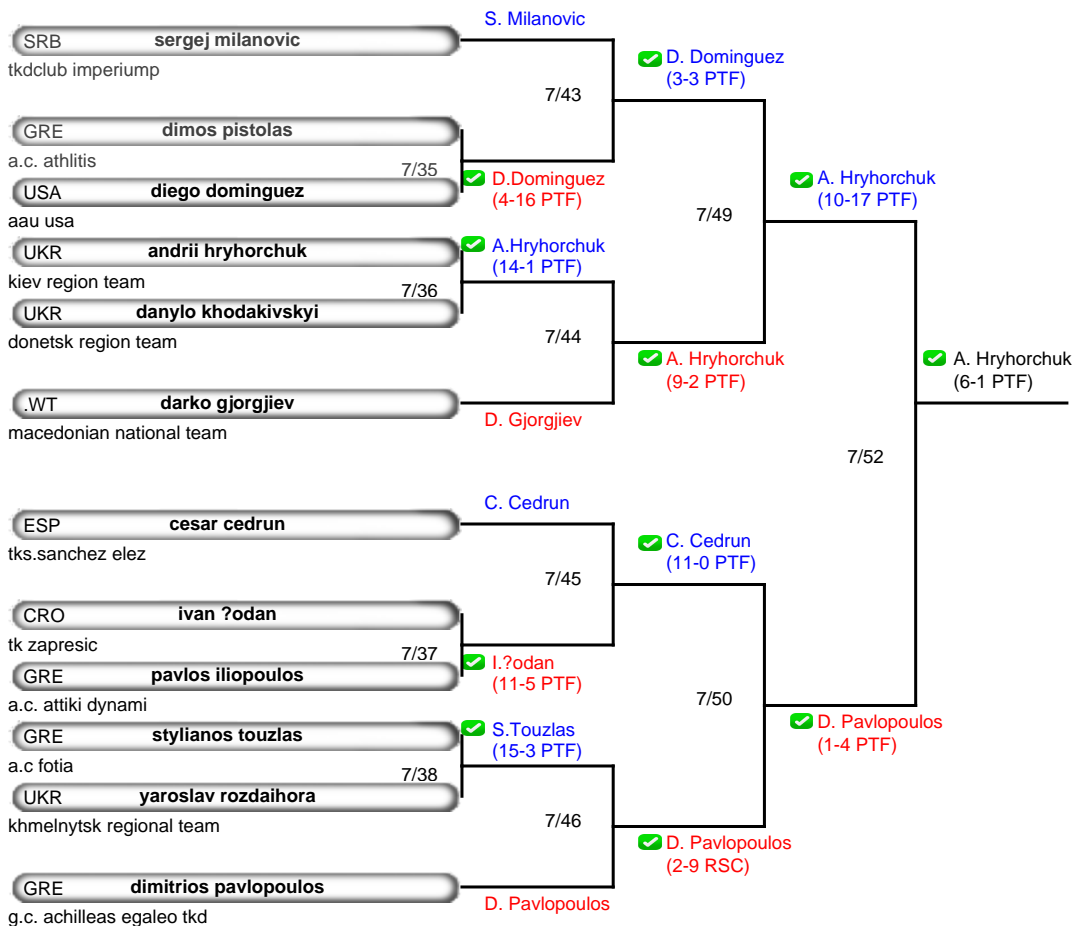 S. Milanovic
SRB sergej milanovic
tkdclub imperiump
D. Dominguez
(3-3 PTF)
7/43
GRE dimos pistolas
a.c. athlitis
7/35
D.Dominguez
(4-16 PTF)
USA diego dominguez
aau usa
A. Hryhorchuk
(10-17 PTF)
7/49
UKR andrii hryhorchuk
kiev region team
A.Hryhorchuk
(14-1 PTF)
7/36
UKR danylo khodakivskyi
donetsk region team
7/44
A. Hryhorchuk
(9-2 PTF)
A. Hryhorchuk
(6-1 PTF)
.WT darko gjorgjiev
macedonian national team
D. Gjorgjiev
7/52
C. Cedrun
ESP cesar cedrun
tks.sanchez elez
C. Cedrun
(11-0 PTF)
7/45
CRO ivan ?odan
tk zapresic
7/37
I.?odan
(11-5 PTF)
GRE pavlos iliopoulos
a.c. attiki dynami
7/50
D. Pavlopoulos
(1-4 PTF)
GRE stylianos touzlas
a.c fotia
S.Touzlas
(15-3 PTF)
7/38
UKR yaroslav rozdaihora
khmelnytsk regional team
7/46
D. Pavlopoulos
(2-9 RSC)
GRE dimitrios pavlopoulos
g.c. achilleas egaleo tkd
D. Pavlopoulos